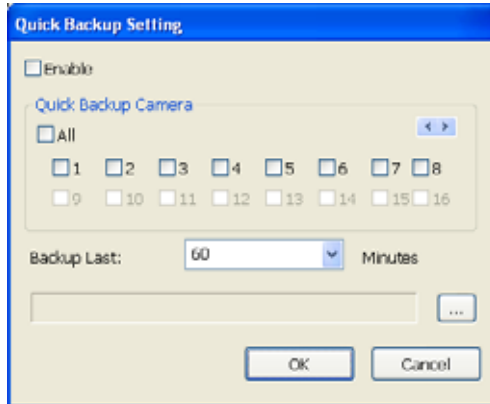 Quick Backup Setting
Enable
Quick Backup Camera
All
1 2 3 4 5 6 7 8
9 10 11 12 13 14 15 16
Backup Last: 60 Minutes
...
OK Cancel